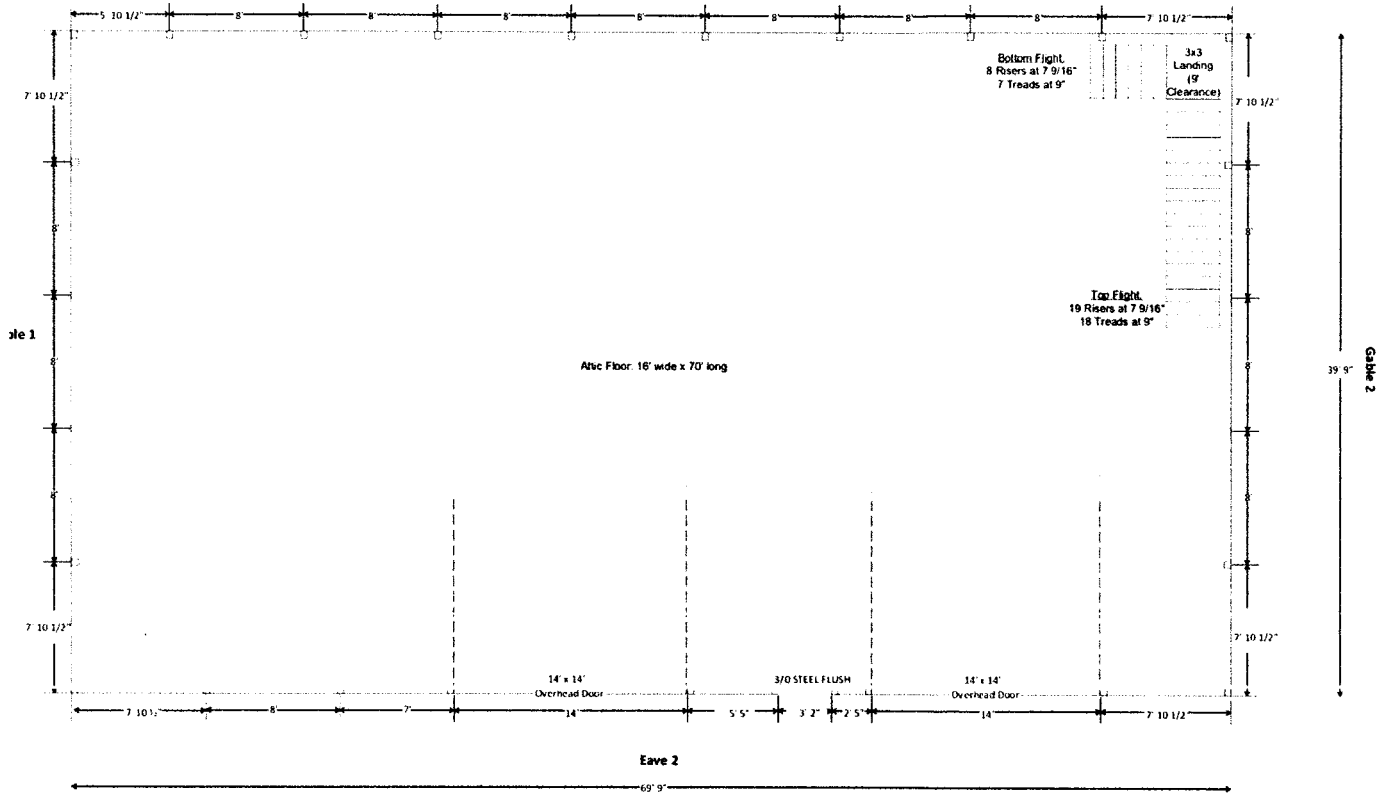 5' 10 1/2"
8'
8'
8'
8'
8'
8'
8'
7' 10 1/2"
Bottom Flight.
8 Risers at 7 9/16"
7 Treads at 9"
3x3
Landing
(9'
Clearance)
7' 10 1/2"
7' 10 1/2"
8'
8'
Top Flight.
19 Risers at 7 9/16"
18 Treads at 9"
ble 1
8'
8'
Attic Floor: 16' wide x 70' long
39' 9"
Gable 2
8'
8'
7' 10 1/2"
7' 10 1/2"
14' x 14'
Overhead Door
3/0 STEEL FLUSH
14' x 14'
Overhead Door
7' 10 ½"
8'
7'
14'
5' 5"
3' 2"
2' 5"
14'
7' 10 1/2"
Eave 2
69' 9"